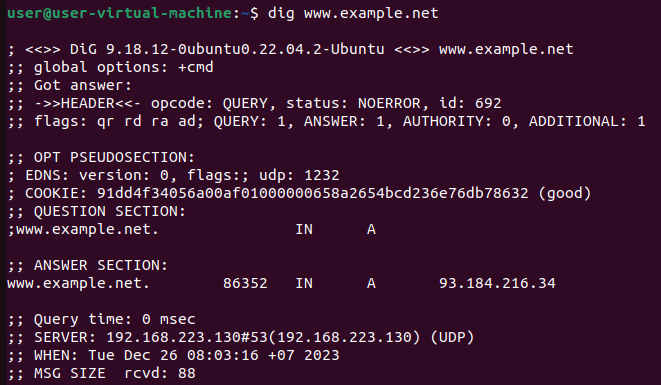 user@user-virtual-machine:~$ dig www.example.net
; <<>> DiG 9.18.12-0ubuntu0.22.04.2-Ubuntu <<>> www.example.net
;; global options: +cmd
;; Got answer:
;; ->>HEADER<<- opcode: QUERY, status: NOERROR, id: 692
;; flags: qr rd ra ad; QUERY: 1, ANSWER: 1, AUTHORITY: 0, ADDITIONAL: 1
;; OPT PSEUDOSECTION:
; EDNS: version: 0, flags:; udp: 1232
; COOKIE: 91dd4f34056a00af01000000658a2654bcd236e76db78632 (good)
;; QUESTION SECTION:
;www.example.net. IN A
;; ANSWER SECTION:
www.example.net. 86352 IN A 93.184.216.34
;; Query time: 0 msec
;; SERVER: 192.168.223.130#53(192.168.223.130) (UDP)
;; WHEN: Tue Dec 26 08:03:16 +07 2023
;; MSG SIZE rcvd: 88